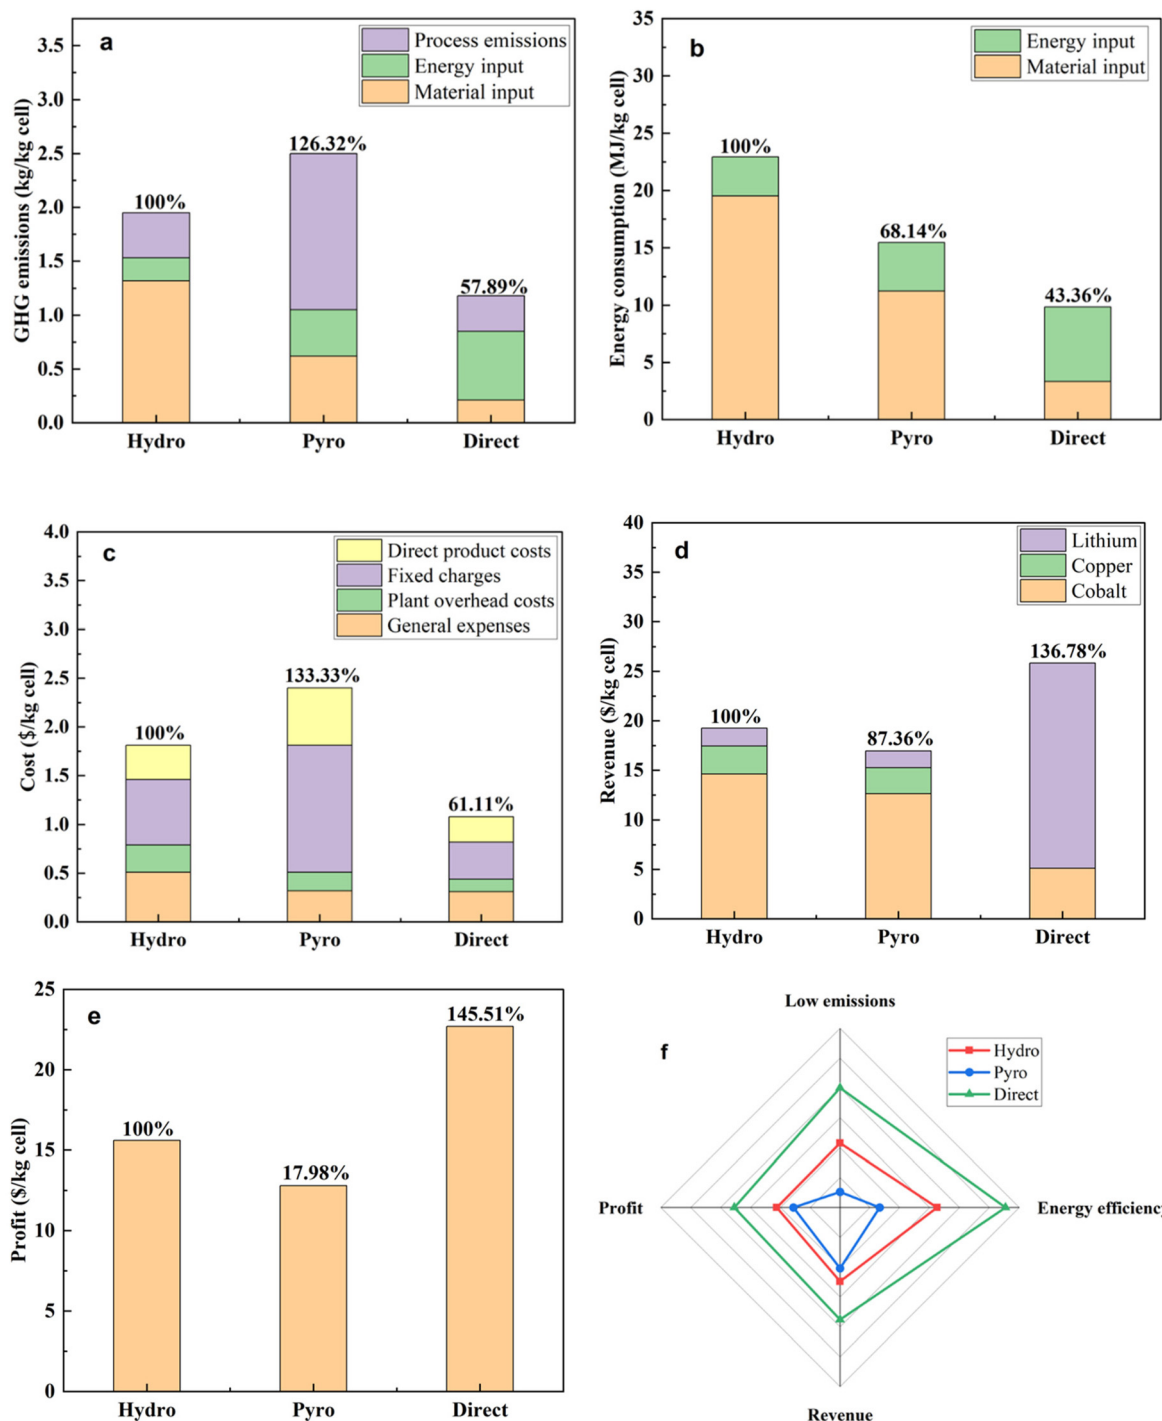 a
Process emissions
Energy input
Material input
GHG emissions (kg/kg cell)
3.5
3.0
2.5
2.0
1.5
1.0
0.5
0.0
100%
126.32%
57.89%
Hydro
Pyro
Direct
b
Energy input
Material input
Energy consumption (MJ/kg cell)
35
30
25
20
15
10
5
0
100%
68.14%
43.36%
Hydro
Pyro
Direct
c
Direct product costs
Fixed charges
Plant overhead costs
General expenses
Cost ($/kg cell)
4.0
3.5
3.0
2.5
2.0
1.5
1.0
0.5
0.0
100%
133.33%
61.11%
Hydro
Pyro
Direct
d
Lithium
Copper
Cobalt
Revenue ($/kg cell)
40
35
30
25
20
15
10
5
0
100%
87.36%
136.78%
Hydro
Pyro
Direct
e
Profit ($/kg cell)
25
20
15
10
5
0
100%
17.98%
145.51%
Hydro
Pyro
Direct
f
Low emissions
Hydro
Pyro
Direct
Profit
Energy efficiency
Revenue